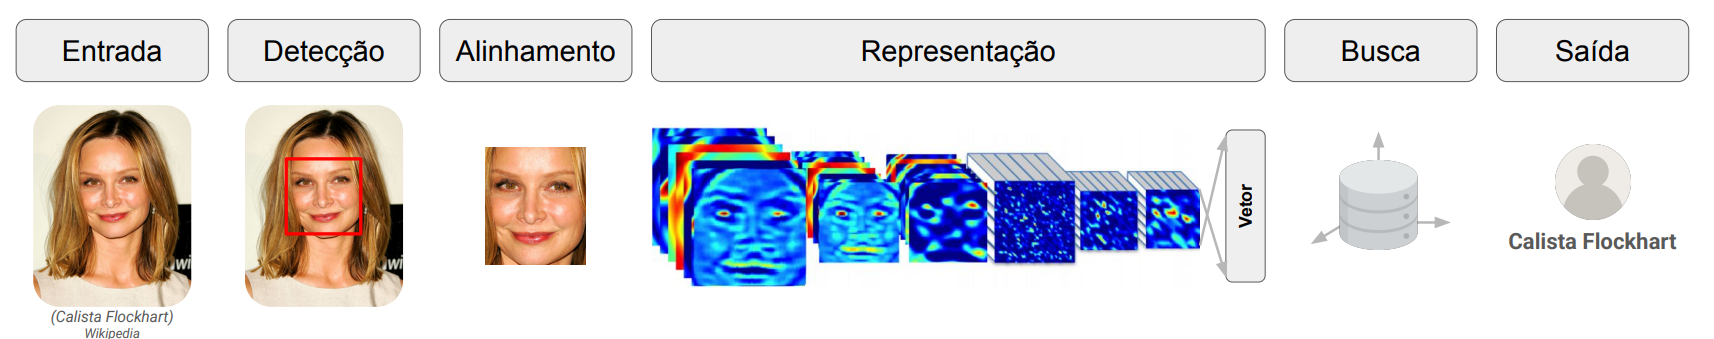 Entrada
Detecção
Alinhamento
Representação
Busca
Saída
(Calista Flockhart)
Wikipedia
Vetor
Calista Flockhart